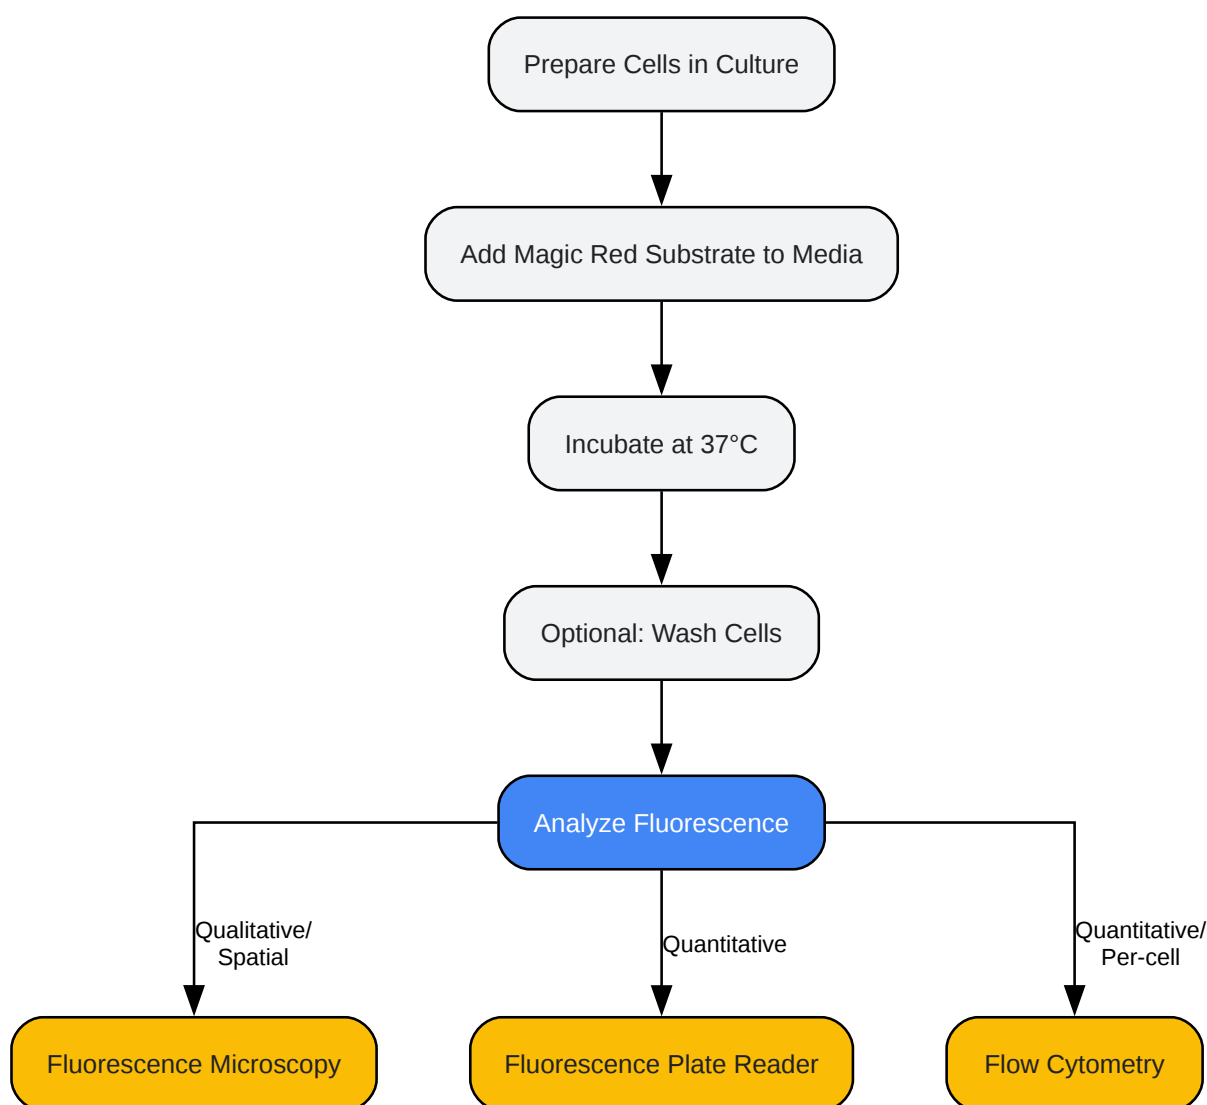 Prepare Cells in Culture
Add Magic Red Substrate to Media
Incubate at 37°C
Optional: Wash Cells
Analyze Fluorescence
Qualitative/
Spatial
Quantitative
Quantitative/
Per-cell
Fluorescence Microscopy
Fluorescence Plate Reader
Flow Cytometry